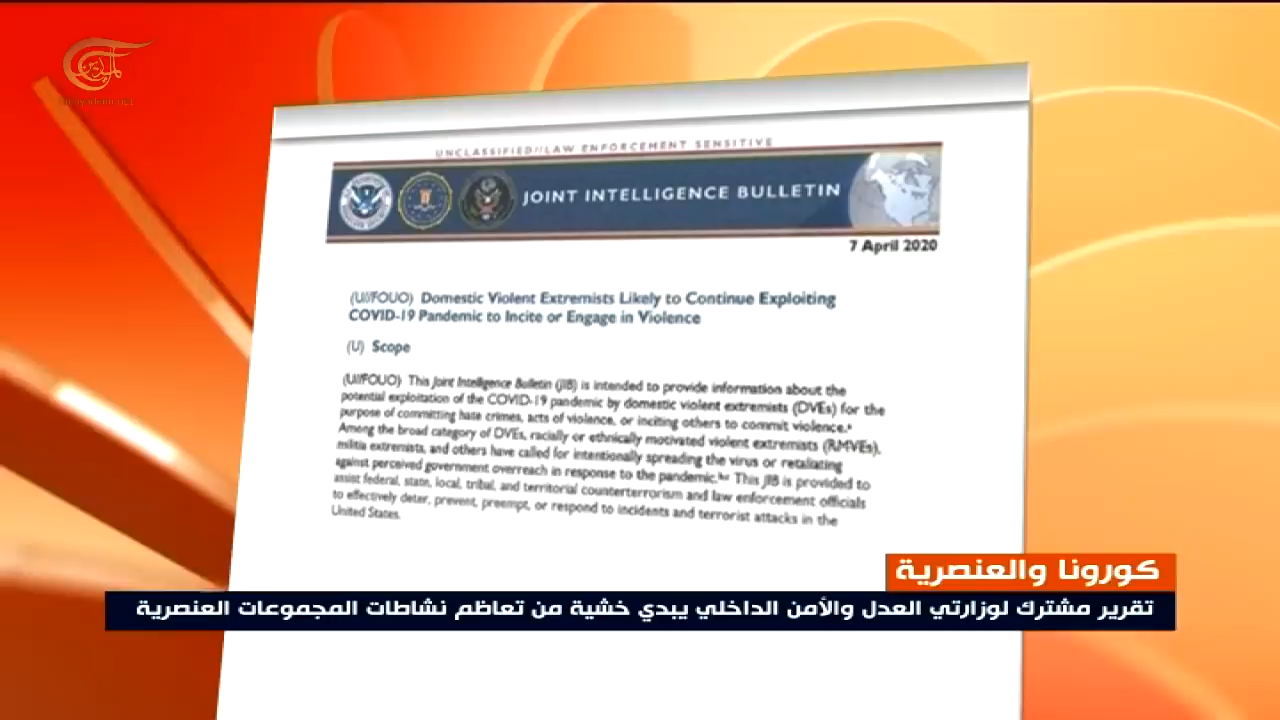 الميادين
UNCLASSIFIED//LAW ENFORCEMENT SENSITIVE
JOINT INTELLIGENCE BULLETIN
7 April 2020
(U//FOUO) Domestic Violent Extremists Likely to Continue Exploiting
COVID-19 Pandemic to Incite or Engage in Violence
(U) Scope
(U//FOUO) This Joint Intelligence Bulletin (JIB) is intended to provide information about the
potential exploitation of the COVID-19 pandemic by domestic violent extremists (DVEs) for the
purpose of committing hate crimes, acts of violence, or inciting others to commit violence.
Among the broad category of DVEs, racially or ethnically motivated violent extremists (RMVEs),
militia extremists, and others have called for intentionally spreading the virus or retaliating
against perceived government overreach in response to the pandemic. This JIB is provided to
assist federal, state, local, tribal, and territorial counterterrorism and law enforcement officials
to effectively deter, prevent, preempt, or respond to incidents and terrorist attacks in the
United States.
كورونا والعنصرية
تقرير مشترك لوزارتي العدل والأمن الداخلي يبدي خشية من تعاظم نشاطات المجموعات العنصرية